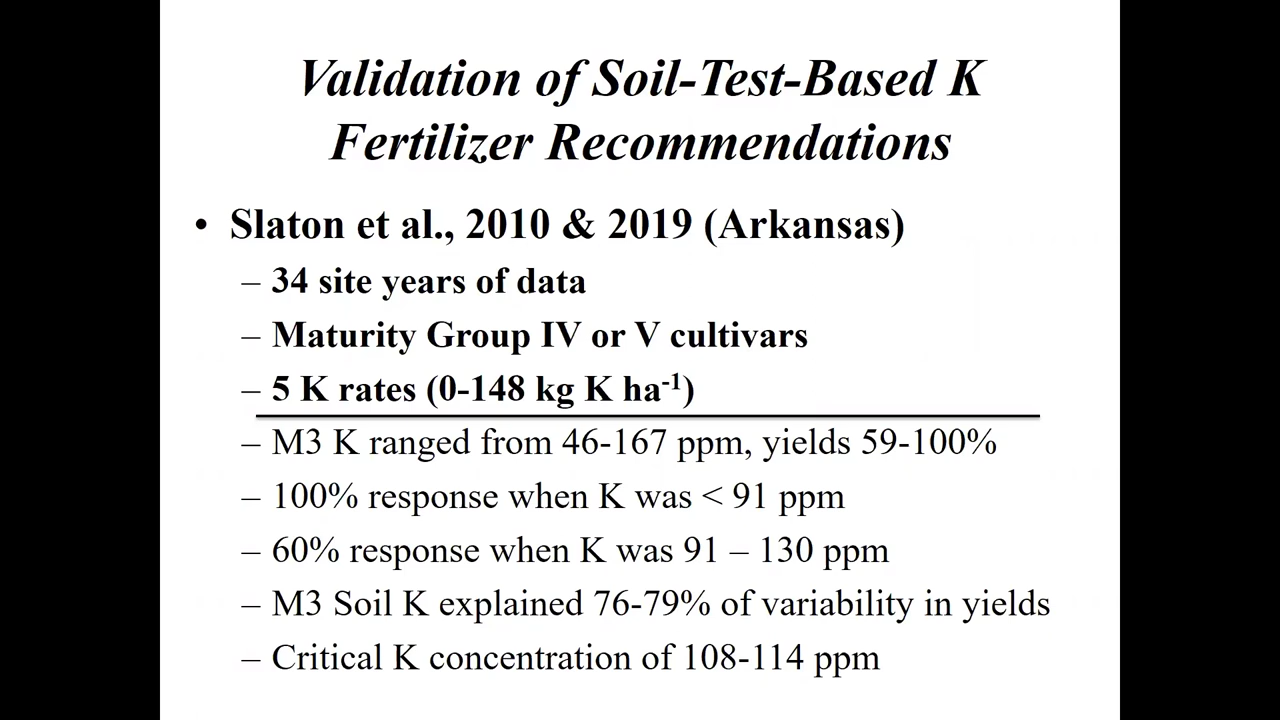 Validation of Soil-Test-Based K
Fertilizer Recommendations
• Slaton et al., 2010 & 2019 (Arkansas)
– 34 site years of data
– Maturity Group IV or V cultivars
– 5 K rates (0-148 kg K ha⁻¹)
– M3 K ranged from 46-167 ppm, yields 59-100%
– 100% response when K was < 91 ppm
– 60% response when K was 91 – 130 ppm
– M3 Soil K explained 76-79% of variability in yields
– Critical K concentration of 108-114 ppm